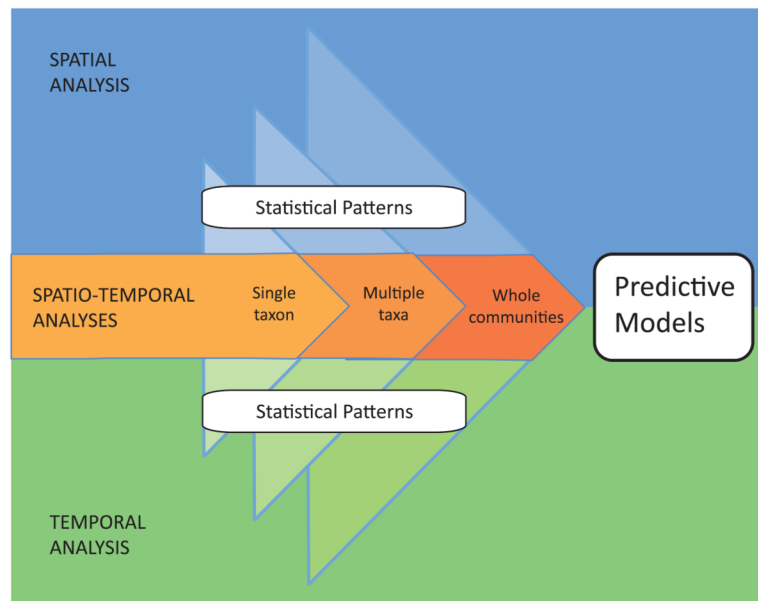 SPATIAL
ANALYSIS
Statistical Patterns
SPATIO-TEMPORAL
ANALYSES
Single
taxon
Multiple
taxa
Whole
communities
Predictive
Models
Statistical Patterns
TEMPORAL
ANALYSIS